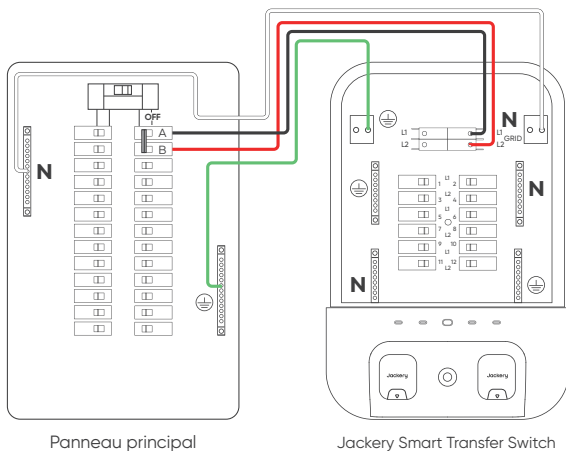 OFF
A
B
N
N
L1
L1
GRID
L2
L2
L1
1
2
L2
3
4
L1
5
6
7
8
L2
9
10
L1
11
12
L2
N
N
Jackery
Jackery
Panneau principal
Jackery Smart Transfer Switch